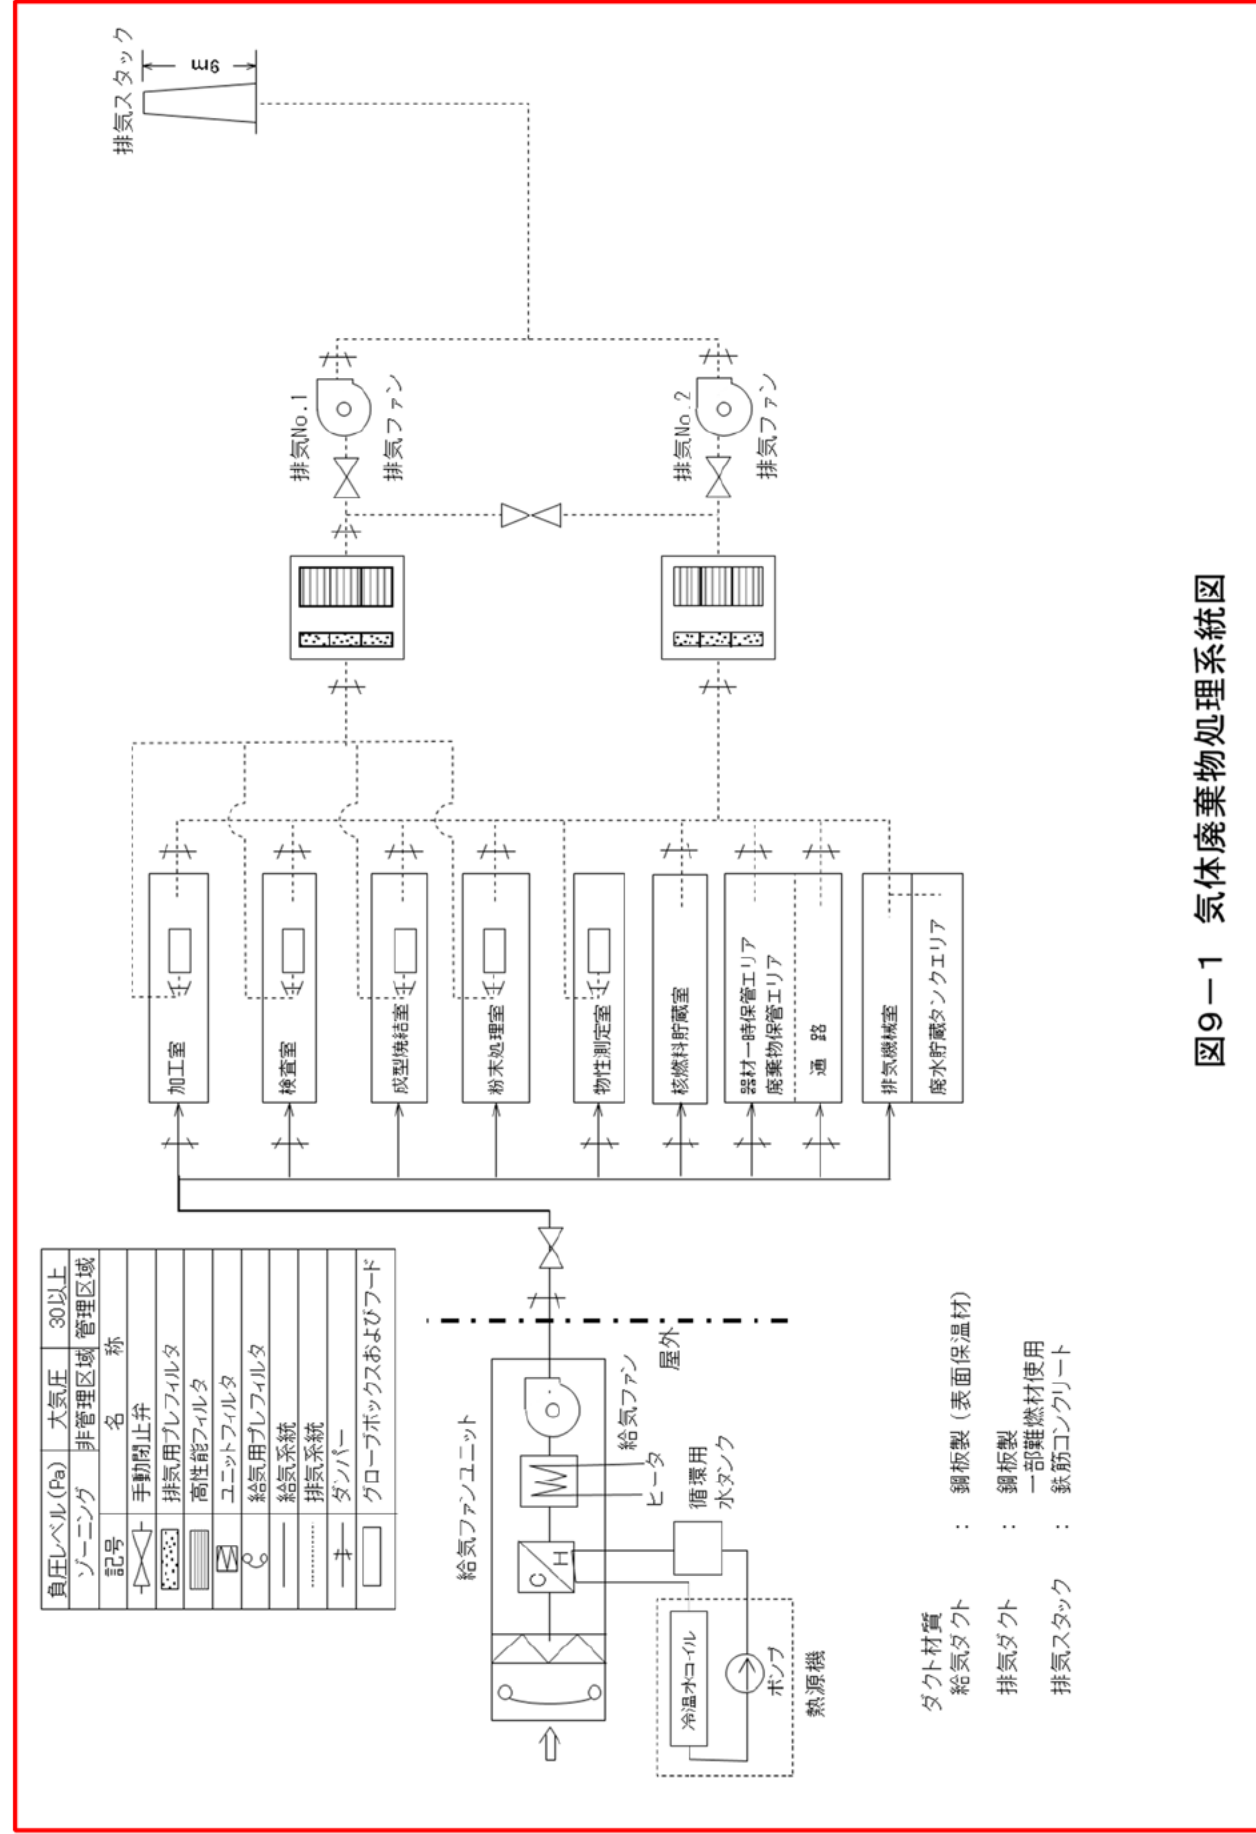 負圧レベル(Pa) 大気圧 30以上
ゾーニング 非管理区域 管理区域
記号 名 称
手動閉止弁
排気用プレフィルタ
高性能フィルタ
ユニットフィルタ
給気用プレフィルタ
給気系統
排気系統
ダンパー
グローブボックスおよびフード
給気ファンユニット
C
H
給気ファン
ヒータ
屋外
循環用
水タンク
冷温水コイル
ポンプ
熱源機
加工室
検査室
成型焼結室
粉末処理室
物性測定室
核燃料貯蔵室
器材一時保管エリア
廃棄物保管エリア
通 路
排気機械室
廃水貯蔵タンクエリア
排気No.1
排気ファン
排気No.2
排気ファン
排気スタック
9m
ダクト材質
給気ダクト : 鋼板製(表面保温材)
排気ダクト : 鋼板製
一部難燃材使用
排気スタック : 鉄筋コンクリート
図9-1 気体廃棄物処理系統図